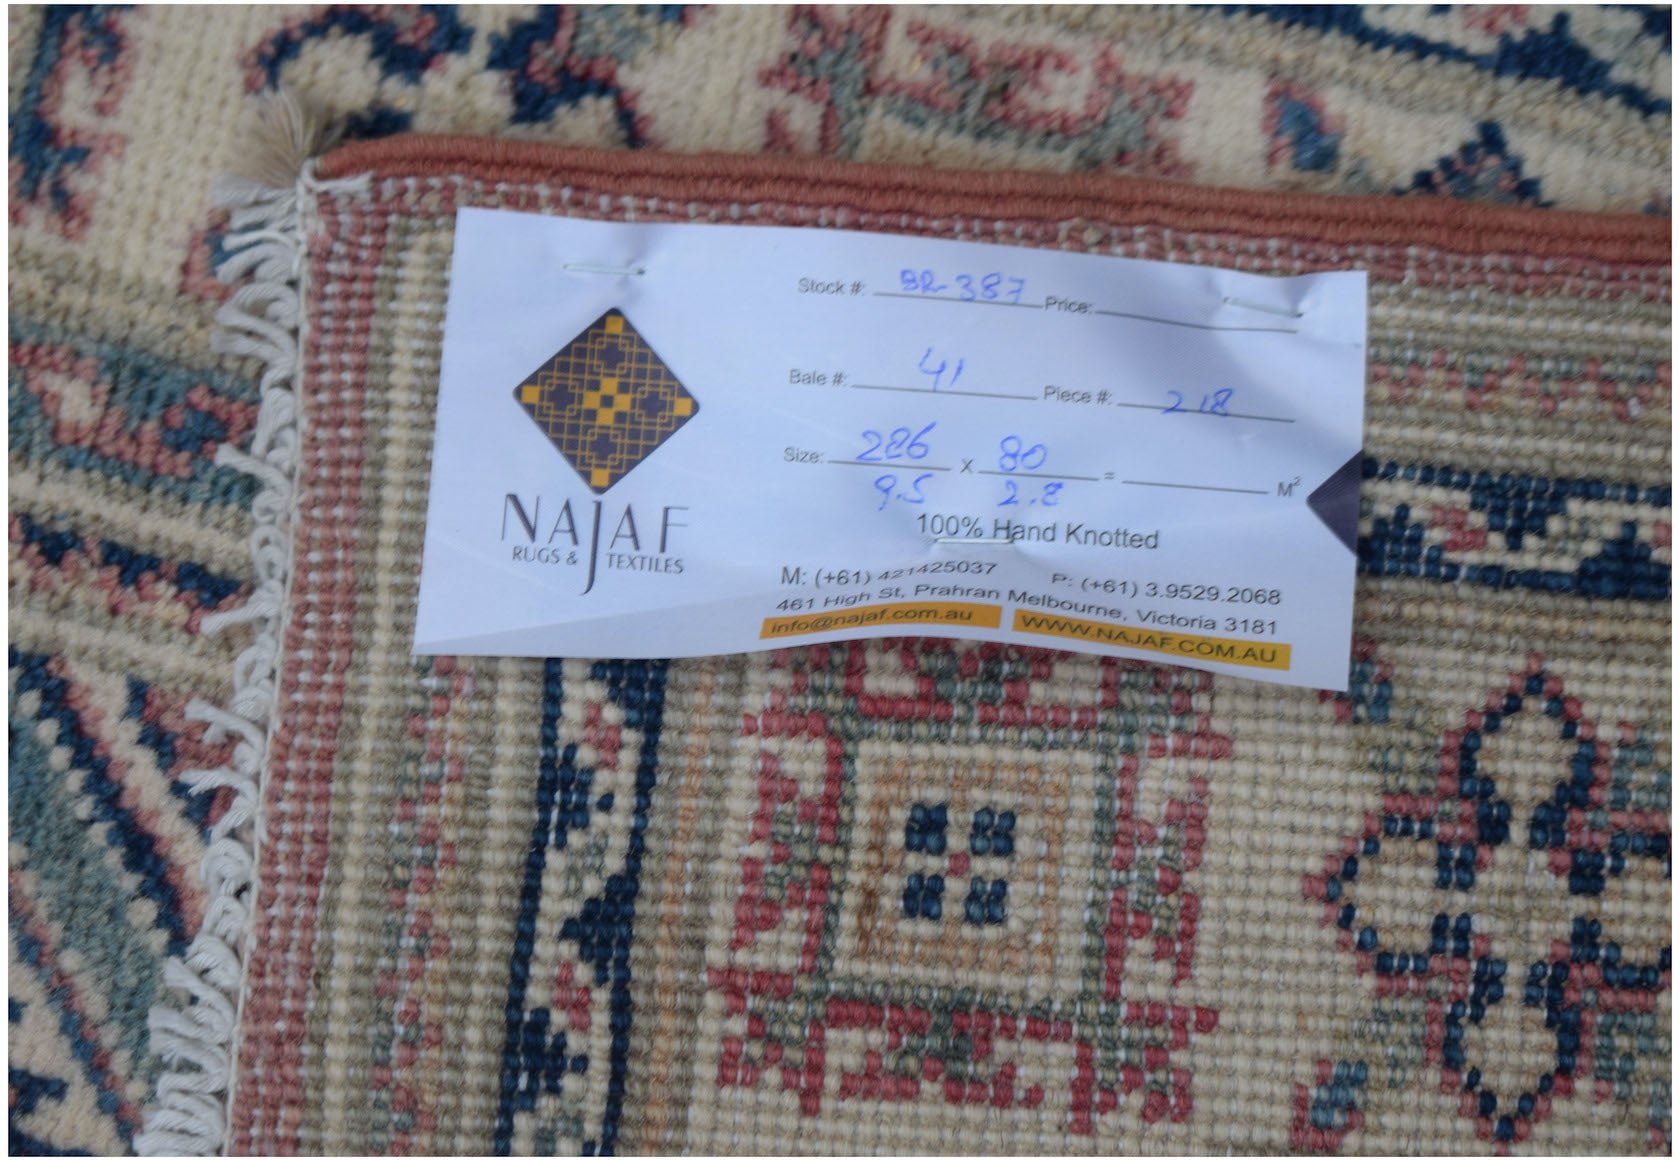 Stock #: BR-387 Price:
Bale #: 41 Piece #: 218
Size: 286 x 80 = M²
9.5 2.8
100% Hand Knotted
NAJAF
RUGS & TEXTILES
M: (+61) 421425037 P: (+61) 3.9529.2068
461 High St, Prahran Melbourne, Victoria 3181
info@najaf.com.au WWW.NAJAF.COM.AU